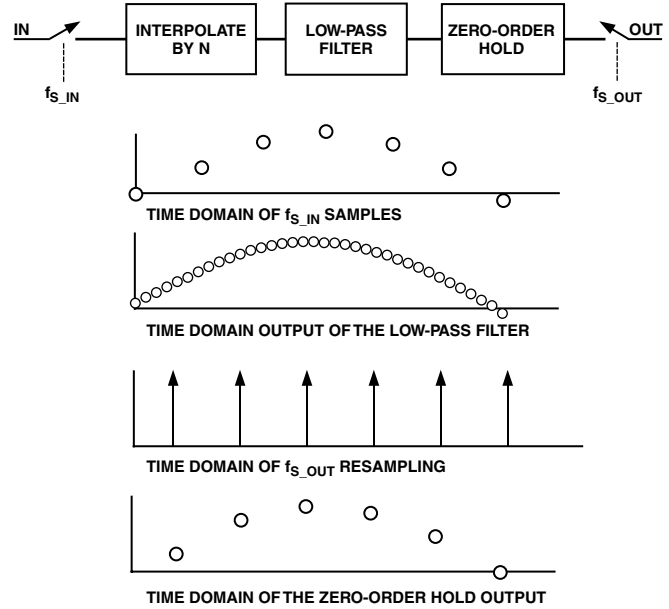 IN
INTERPOLATE
BY N
LOW-PASS
FILTER
ZERO-ORDER
HOLD
OUT
fS_IN
fS_OUT
TIME DOMAIN OF fS_IN SAMPLES
TIME DOMAIN OUTPUT OF THE LOW-PASS FILTER
TIME DOMAIN OF fS_OUT RESAMPLING
TIME DOMAIN OF THE ZERO-ORDER HOLD OUTPUT